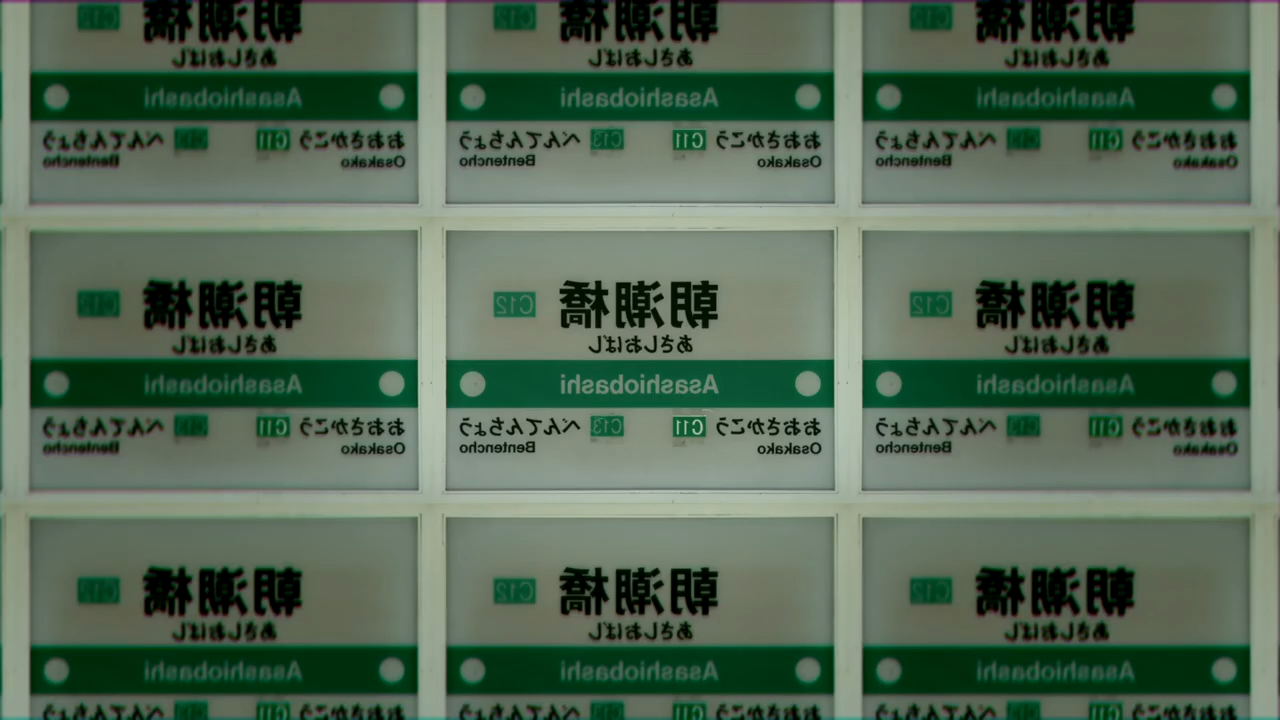 朝潮橋 C12
あさしおばし
Asashiobashi
おおさかこう C11 C13 べんてんちょう
Osakako Bentencho